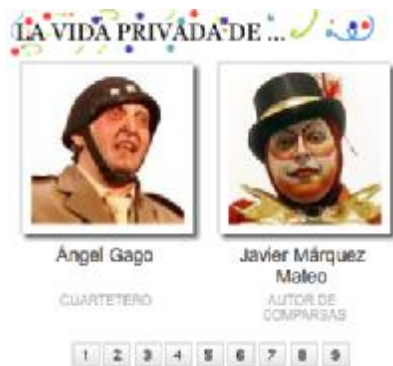 LA VIDA PRIVADA DE ...
Ángel Gago
CUARTETERO
Javier Márquez
Mateo
AUTOR DE
COMPARSAS
1 2 3 4 5 6 7 8 9